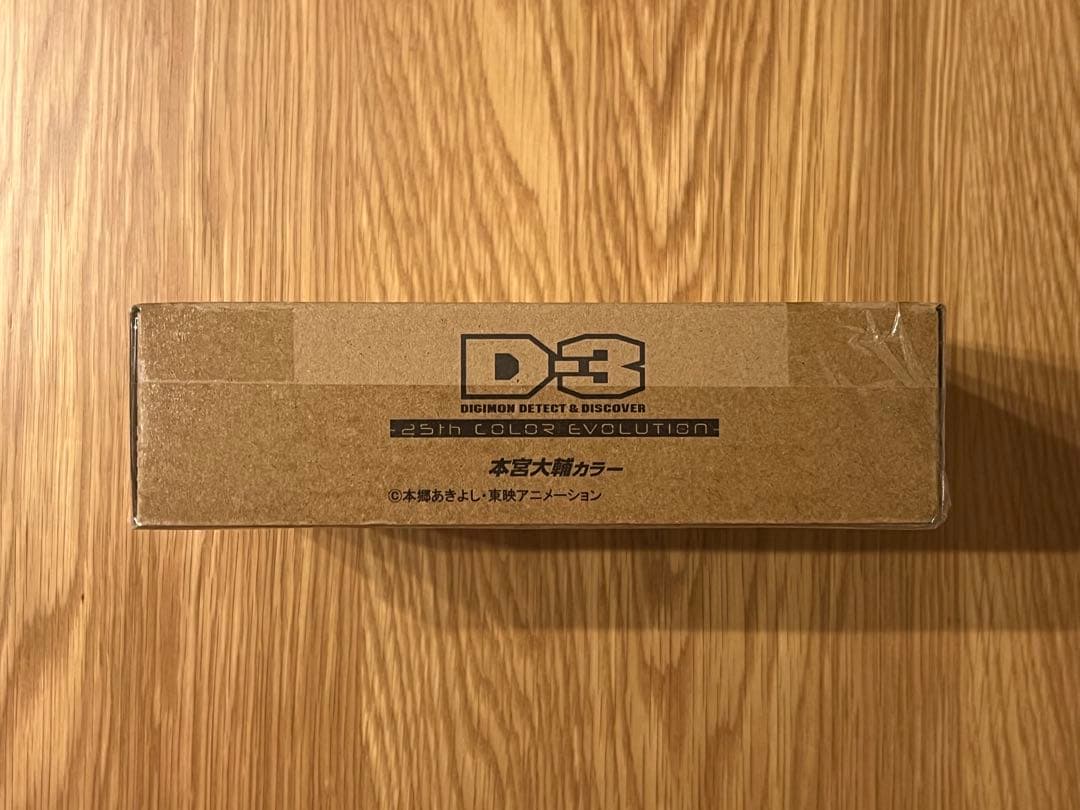 D-3
DIGIMON DETECT & DISCOVER
-25th COLOR EVOLUTION-
本宮大輔カラー
©本郷あきよし・東映アニメーション